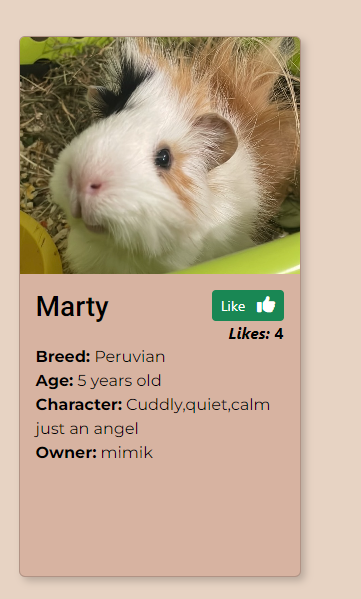 Marty
Like
Likes: 4
Breed: Peruvian
Age: 5 years old
Character: Cuddly,quiet,calm
just an angel
Owner: mimik